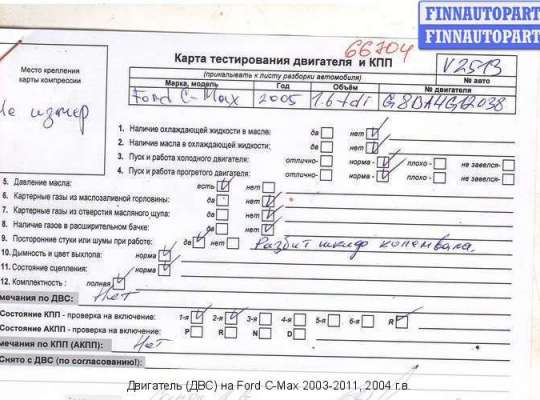 FINNAUTOPART
FINNAUTOPARTS
66704
Карта тестирования двигателя и КПП
(прикалывать к листу разборки автомобиля)
V2513
№ авто
Место крепления карты компрессии
Не измер
Марка, модель Год Объём № двигателя
Ford C-Max 2005 1.6 tdi G8DA4G12038
1. Наличие охлаждающей жидкости в масле: да нет
2. Наличие масла в охлаждающей жидкости: да нет
3. Пуск и работа холодного двигателя: отлично- норма - плохо - не завелся-
4. Пуск и работа прогретого двигателя: отлично- норма - плохо- не завелся-
5. Давление масла: есть нет
6. Картерные газы из маслозаливной горловины: да нет
7. Картерные газы из отверстия масляного щупа: да нет
8. Наличие газов в расширительном бачке: да нет
9. Посторонние стуки или шумы при работе: да нет Разбит шкив коленвала.
10. Дымность и цвет выхлопа: норма
11. Состояние сцепления: норма
12. Комплектность : полная
мечания по ДВС: Нет
Состояние КПП - проверка на включение: 1-я 2-я 3-я 4-я 5-я 6-я R
Состояние АКПП - проверка на включение: P R N D
мечания по КПП (АКПП): Нет
Снято с ДВС (по согласованию!):
Двигатель (ДВС) на Ford C-Max 2003-2011, 2004 г.в.